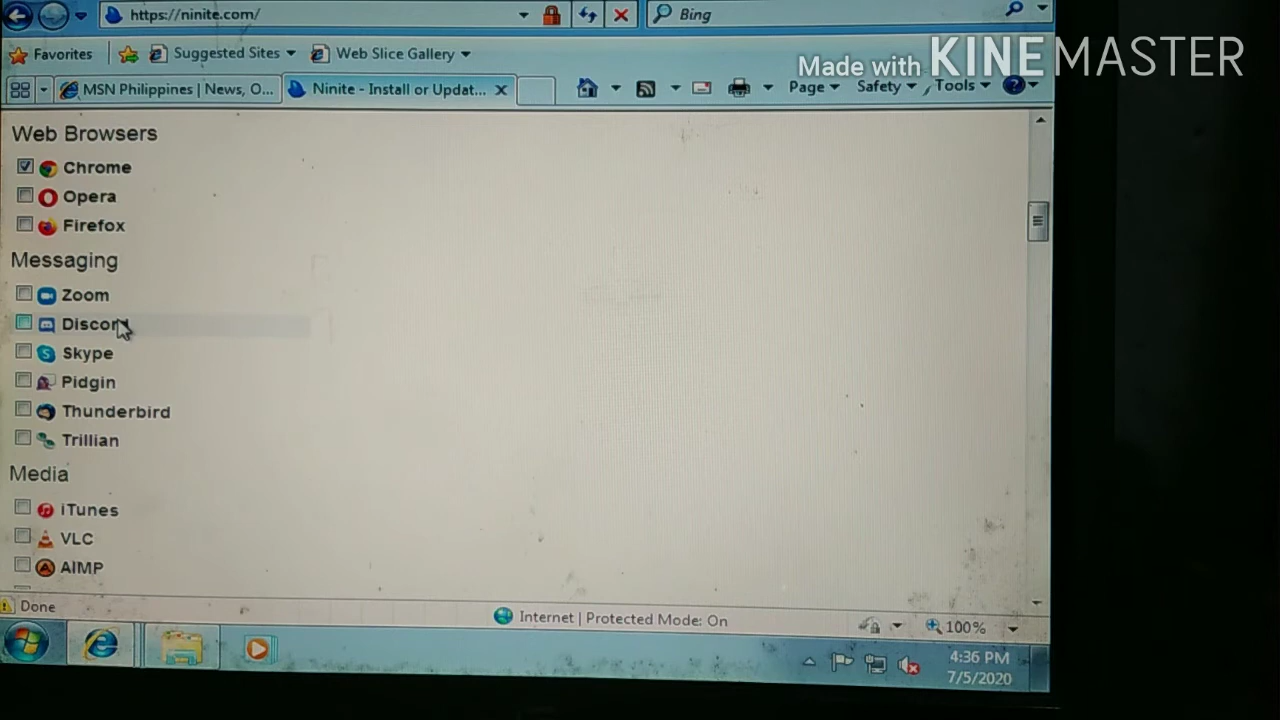 https://ninite.com/
Bing
Made with KINEMASTER
Favorites
Suggested Sites
Web Slice Gallery
MSN Philippines | News, O...
Ninite - Install or Updat...
Page
Safety
Tools
Web Browsers
Chrome
Opera
Firefox
Messaging
Zoom
Discord
Skype
Pidgin
Thunderbird
Trillian
Media
iTunes
VLC
AIMP
Done
Internet | Protected Mode: On
100%
4:36 PM
7/5/2020